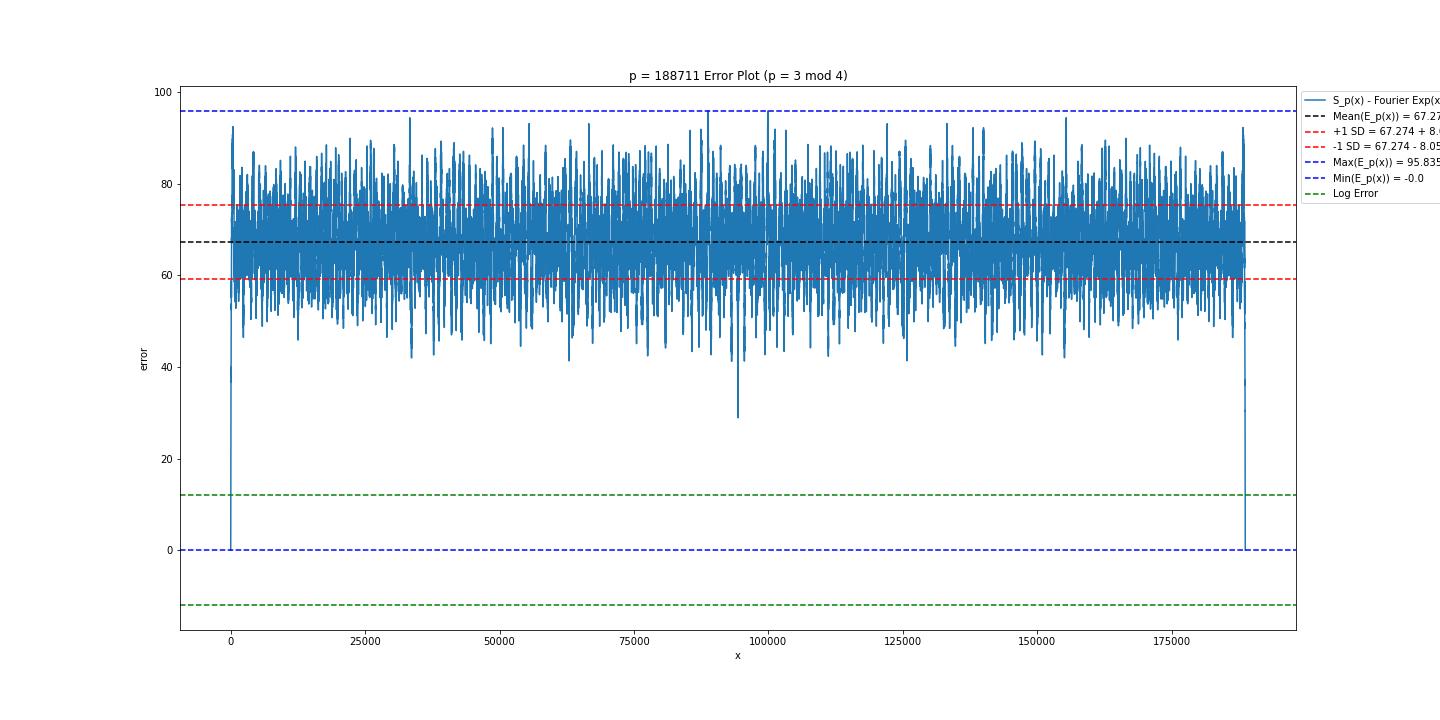 p = 188711 Error Plot (p = 3 mod 4)
100
80
60
40
20
0
error
0
25000
50000
75000
100000
125000
150000
175000
x
S_p(x) - Fourier Exp(x
Mean(E_p(x)) = 67.27
+1 SD = 67.274 + 8.0
-1 SD = 67.274 - 8.05
Max(E_p(x)) = 95.835
Min(E_p(x)) = -0.0
Log Error